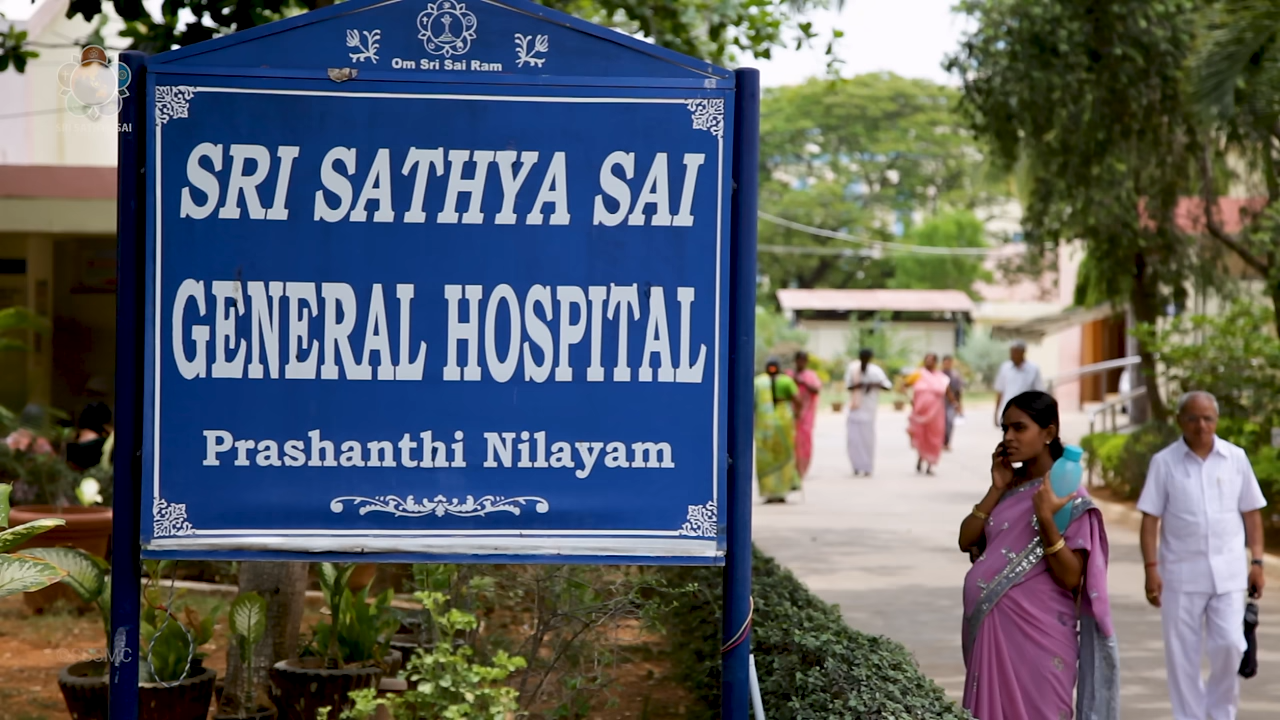 Om Sri Sai Ram
SRI SATHYA SAI
GENERAL HOSPITAL
Prashanthi Nilayam